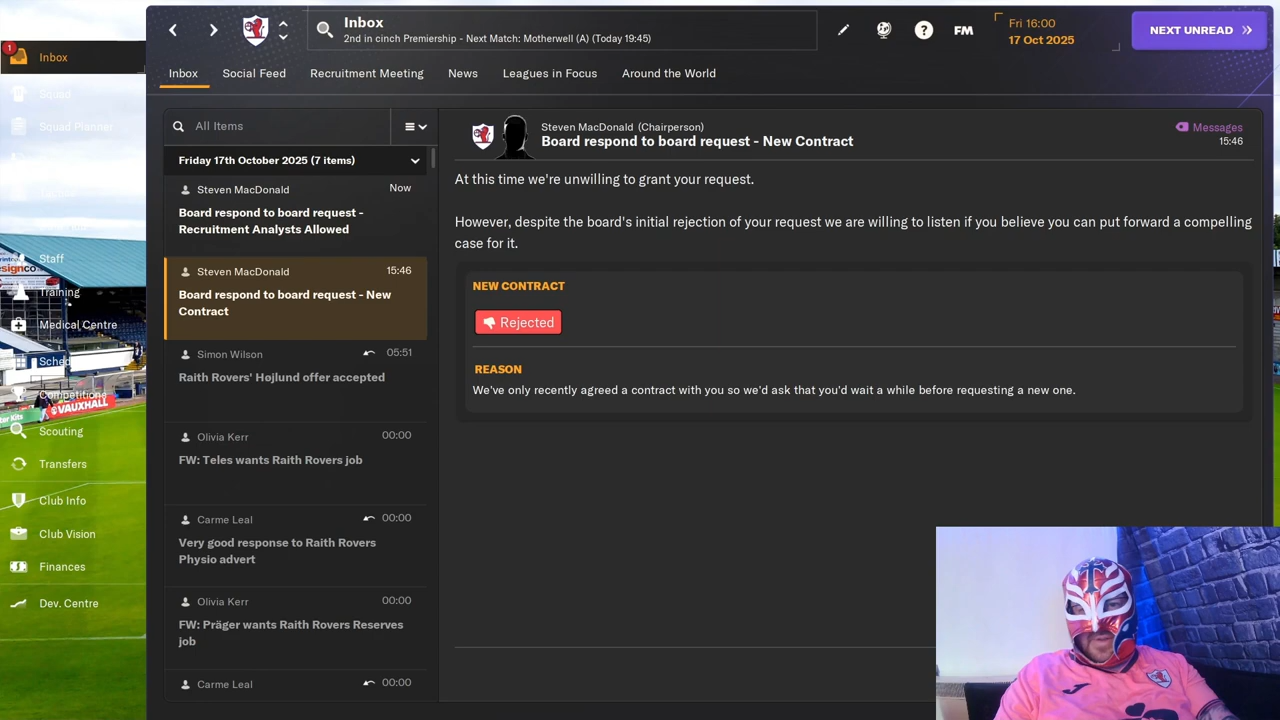 Inbox
2nd in cinch Premiership - Next Match: Motherwell (A) (Today 19:45)
FM
Fri 16:00
17 Oct 2025
NEXT UNREAD
1
Inbox
Squad
Squad Planner
Staff
Training
Medical Centre
Sched
Competitions
Scouting
Transfers
Club Info
Club Vision
Finances
Dev. Centre
Inbox
Social Feed
Recruitment Meeting
News
Leagues in Focus
Around the World
All Items
Friday 17th October 2025 (7 items)
Steven MacDonald
Now
Board respond to board request -
Recruitment Analysts Allowed
Steven MacDonald
15:46
Board respond to board request - New
Contract
Simon Wilson
05:51
Raith Rovers' Højlund offer accepted
Olivia Kerr
00:00
FW: Teles wants Raith Rovers job
Carme Leal
00:00
Very good response to Raith Rovers
Physio advert
Olivia Kerr
00:00
FW: Präger wants Raith Rovers Reserves
job
Carme Leal
00:00
Steven MacDonald (Chairperson)
Board respond to board request - New Contract
Messages
15:46
At this time we're unwilling to grant your request.
However, despite the board's initial rejection of your request we are willing to listen if you believe you can put forward a compelling
case for it.
NEW CONTRACT
Rejected
REASON
We've only recently agreed a contract with you so we'd ask that you'd wait a while before requesting a new one.
VAUXHALL